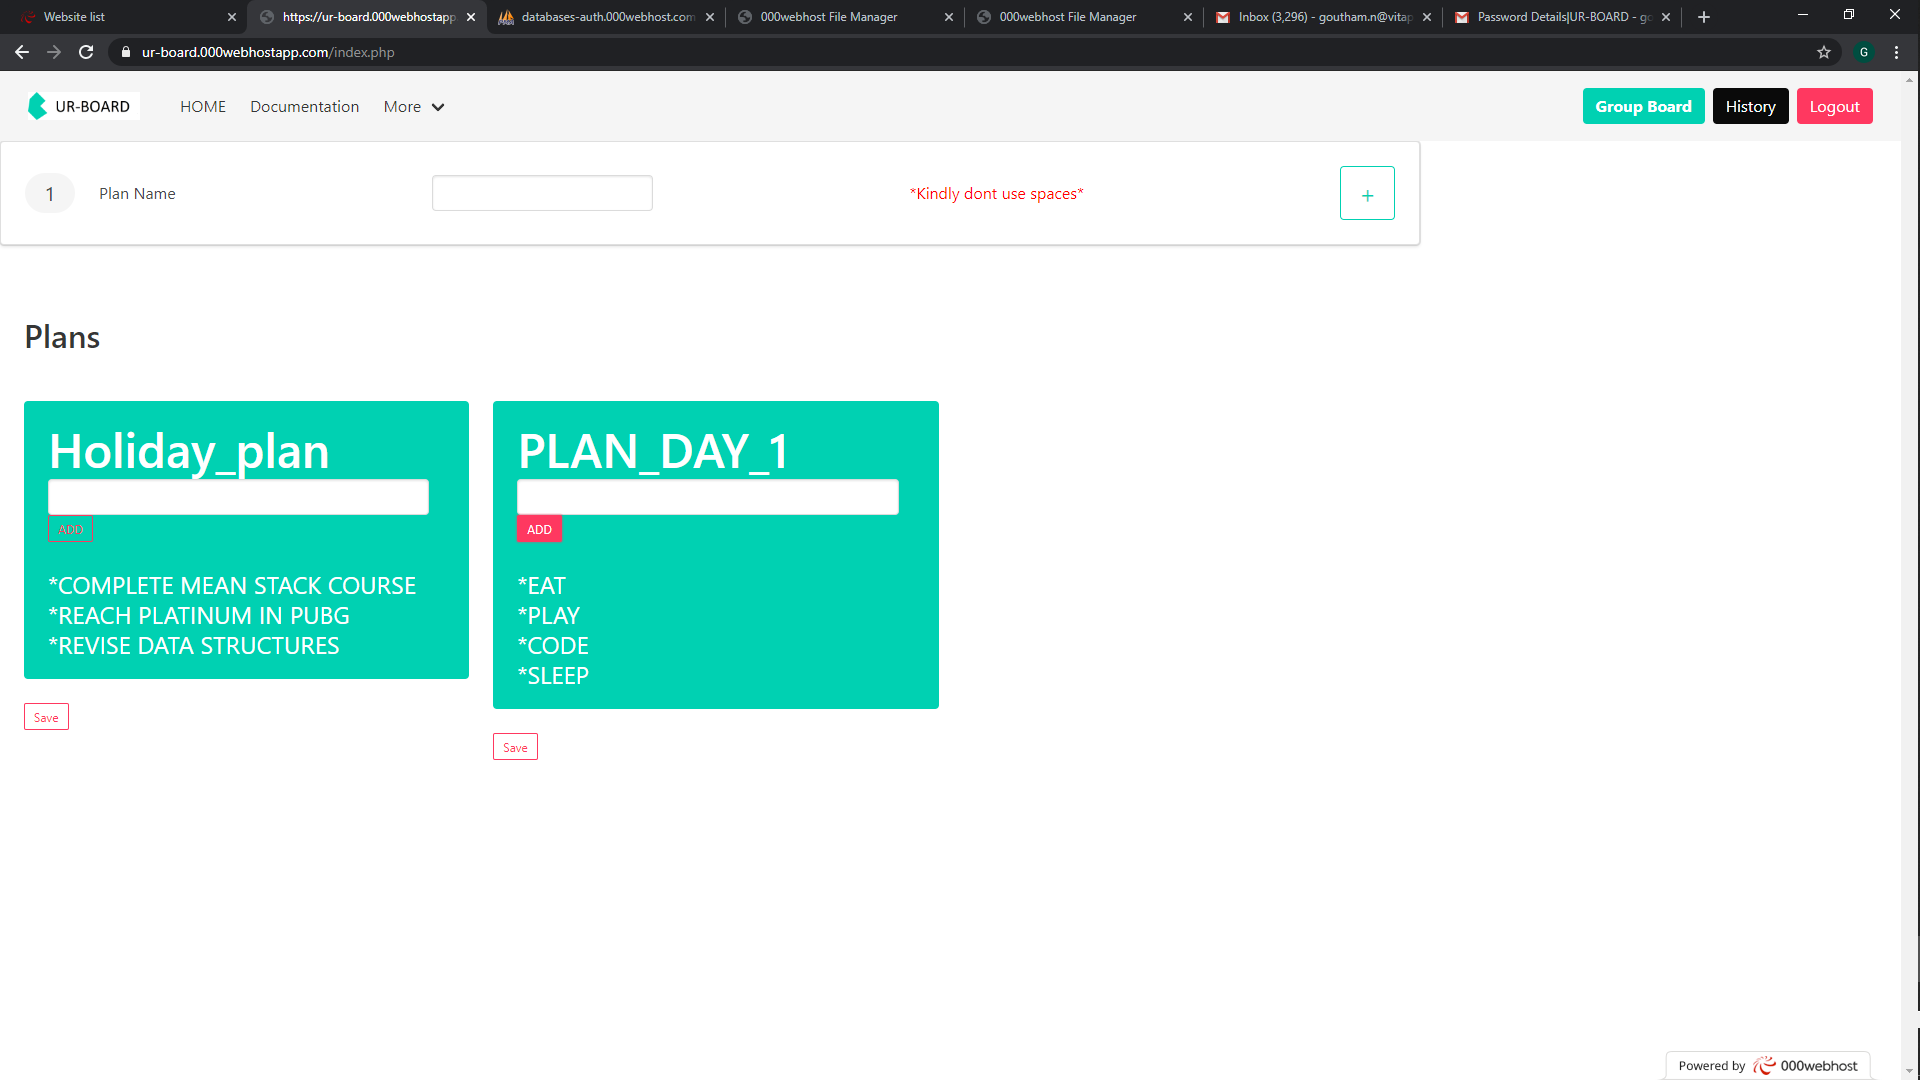 Website list
https://ur-board.000webhostapp
databases-auth.000webhost.com
000webhost File Manager
000webhost File Manager
Inbox (3,296) - goutham.n@vitap
Password Details|UR-BOARD - go
ur-board.000webhostapp.com/index.php
G
UR-BOARD
HOME
Documentation
More
Group Board
History
Logout
1
Plan Name
*Kindly dont use spaces*
+
Plans
Holiday_plan
ADD
*COMPLETE MEAN STACK COURSE
*REACH PLATINUM IN PUBG
*REVISE DATA STRUCTURES
Save
PLAN_DAY_1
ADD
*EAT
*PLAY
*CODE
*SLEEP
Save
Powered by 000webhost